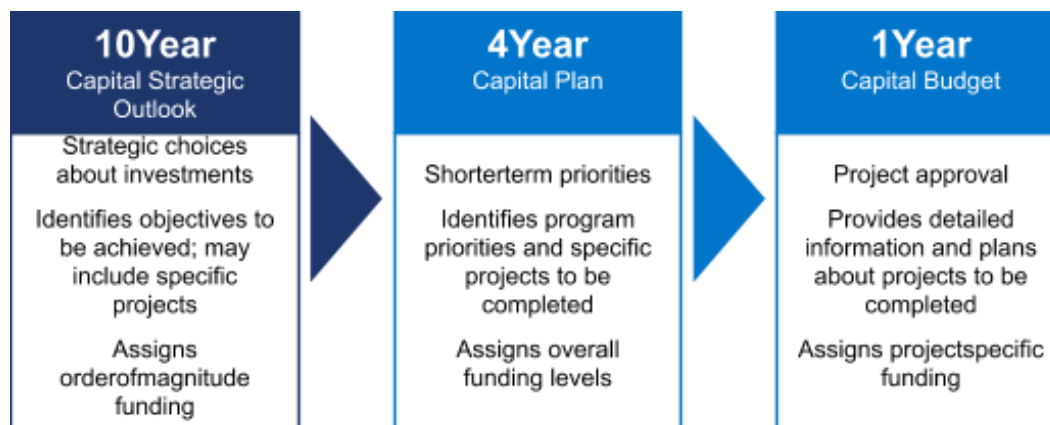 10Year
Capital Strategic
Outlook
Strategic choices
about investments
Identifies objectives to
be achieved; may
include specific
projects
Assigns
orderofmagnitude
funding
4Year
Capital Plan
Shorterterm priorities
Identifies program
priorities and specific
projects to be
completed
Assigns overall
funding levels
1Year
Capital Budget
Project approval
Provides detailed
information and plans
about projects to be
completed
Assigns projectspecific
funding